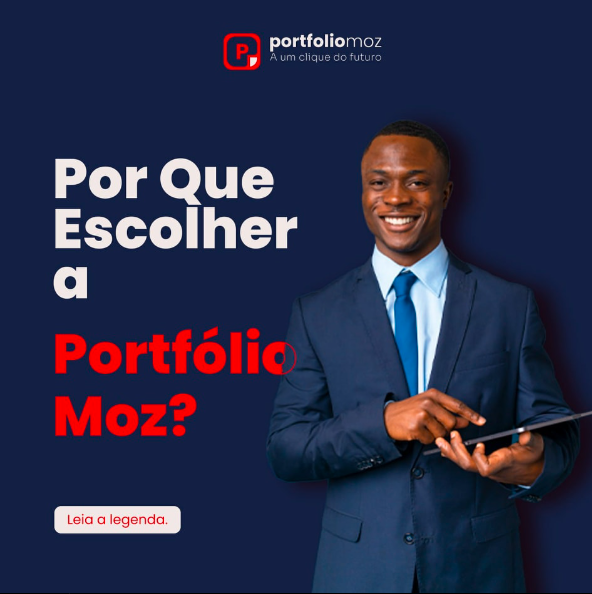 P
portfoliomoz
A um clique do futuro
Por Que
Escolher
a
Portfólio
Moz?
Leia a legenda.